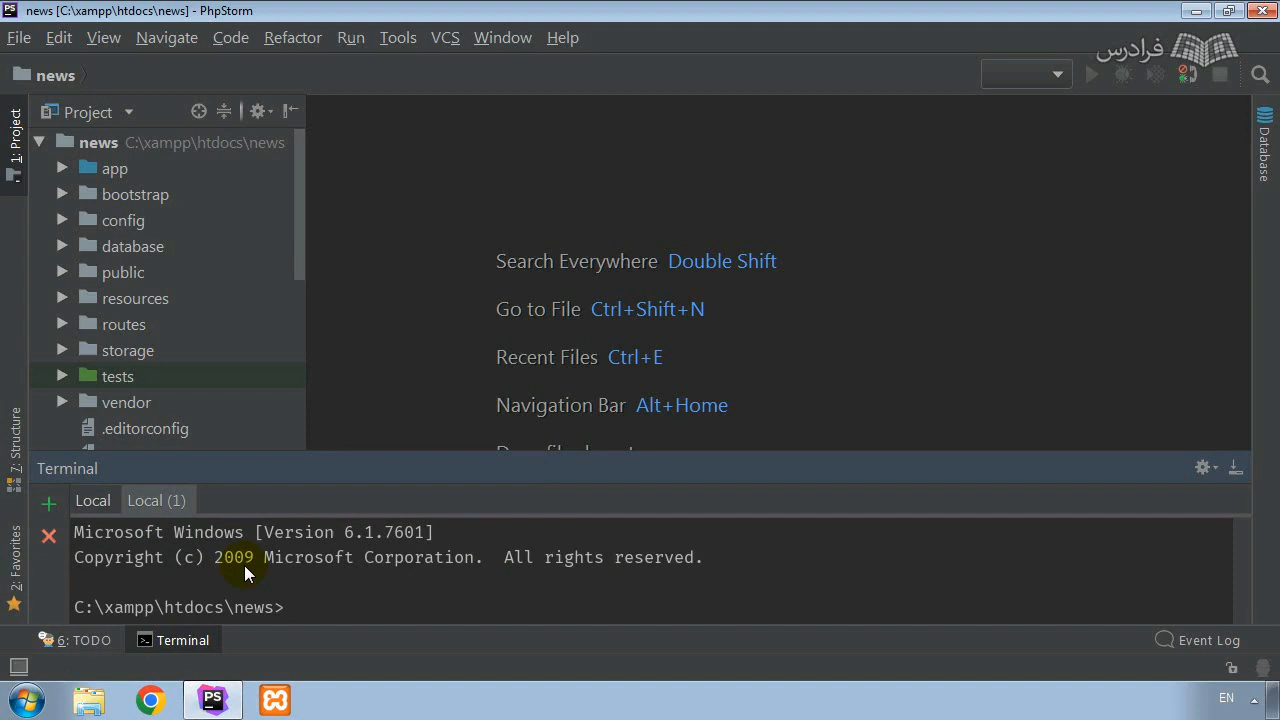 news [C:\xampp\htdocs\news] - PhpStorm
File Edit View Navigate Code Refactor Run Tools VCS Window Help
فرادرس
news
Project
news C:\xampp\htdocs\news
app
bootstrap
config
database
public
resources
routes
storage
tests
vendor
.editorconfig
1: Project
7: Structure
2: Favorites
Database
Search Everywhere Double Shift
Go to File Ctrl+Shift+N
Recent Files Ctrl+E
Navigation Bar Alt+Home
Terminal
Local Local (1)
Microsoft Windows [Version 6.1.7601]
Copyright (c) 2009 Microsoft Corporation. All rights reserved.
C:\xampp\htdocs\news>
6: TODO Terminal Event Log
PS
EN